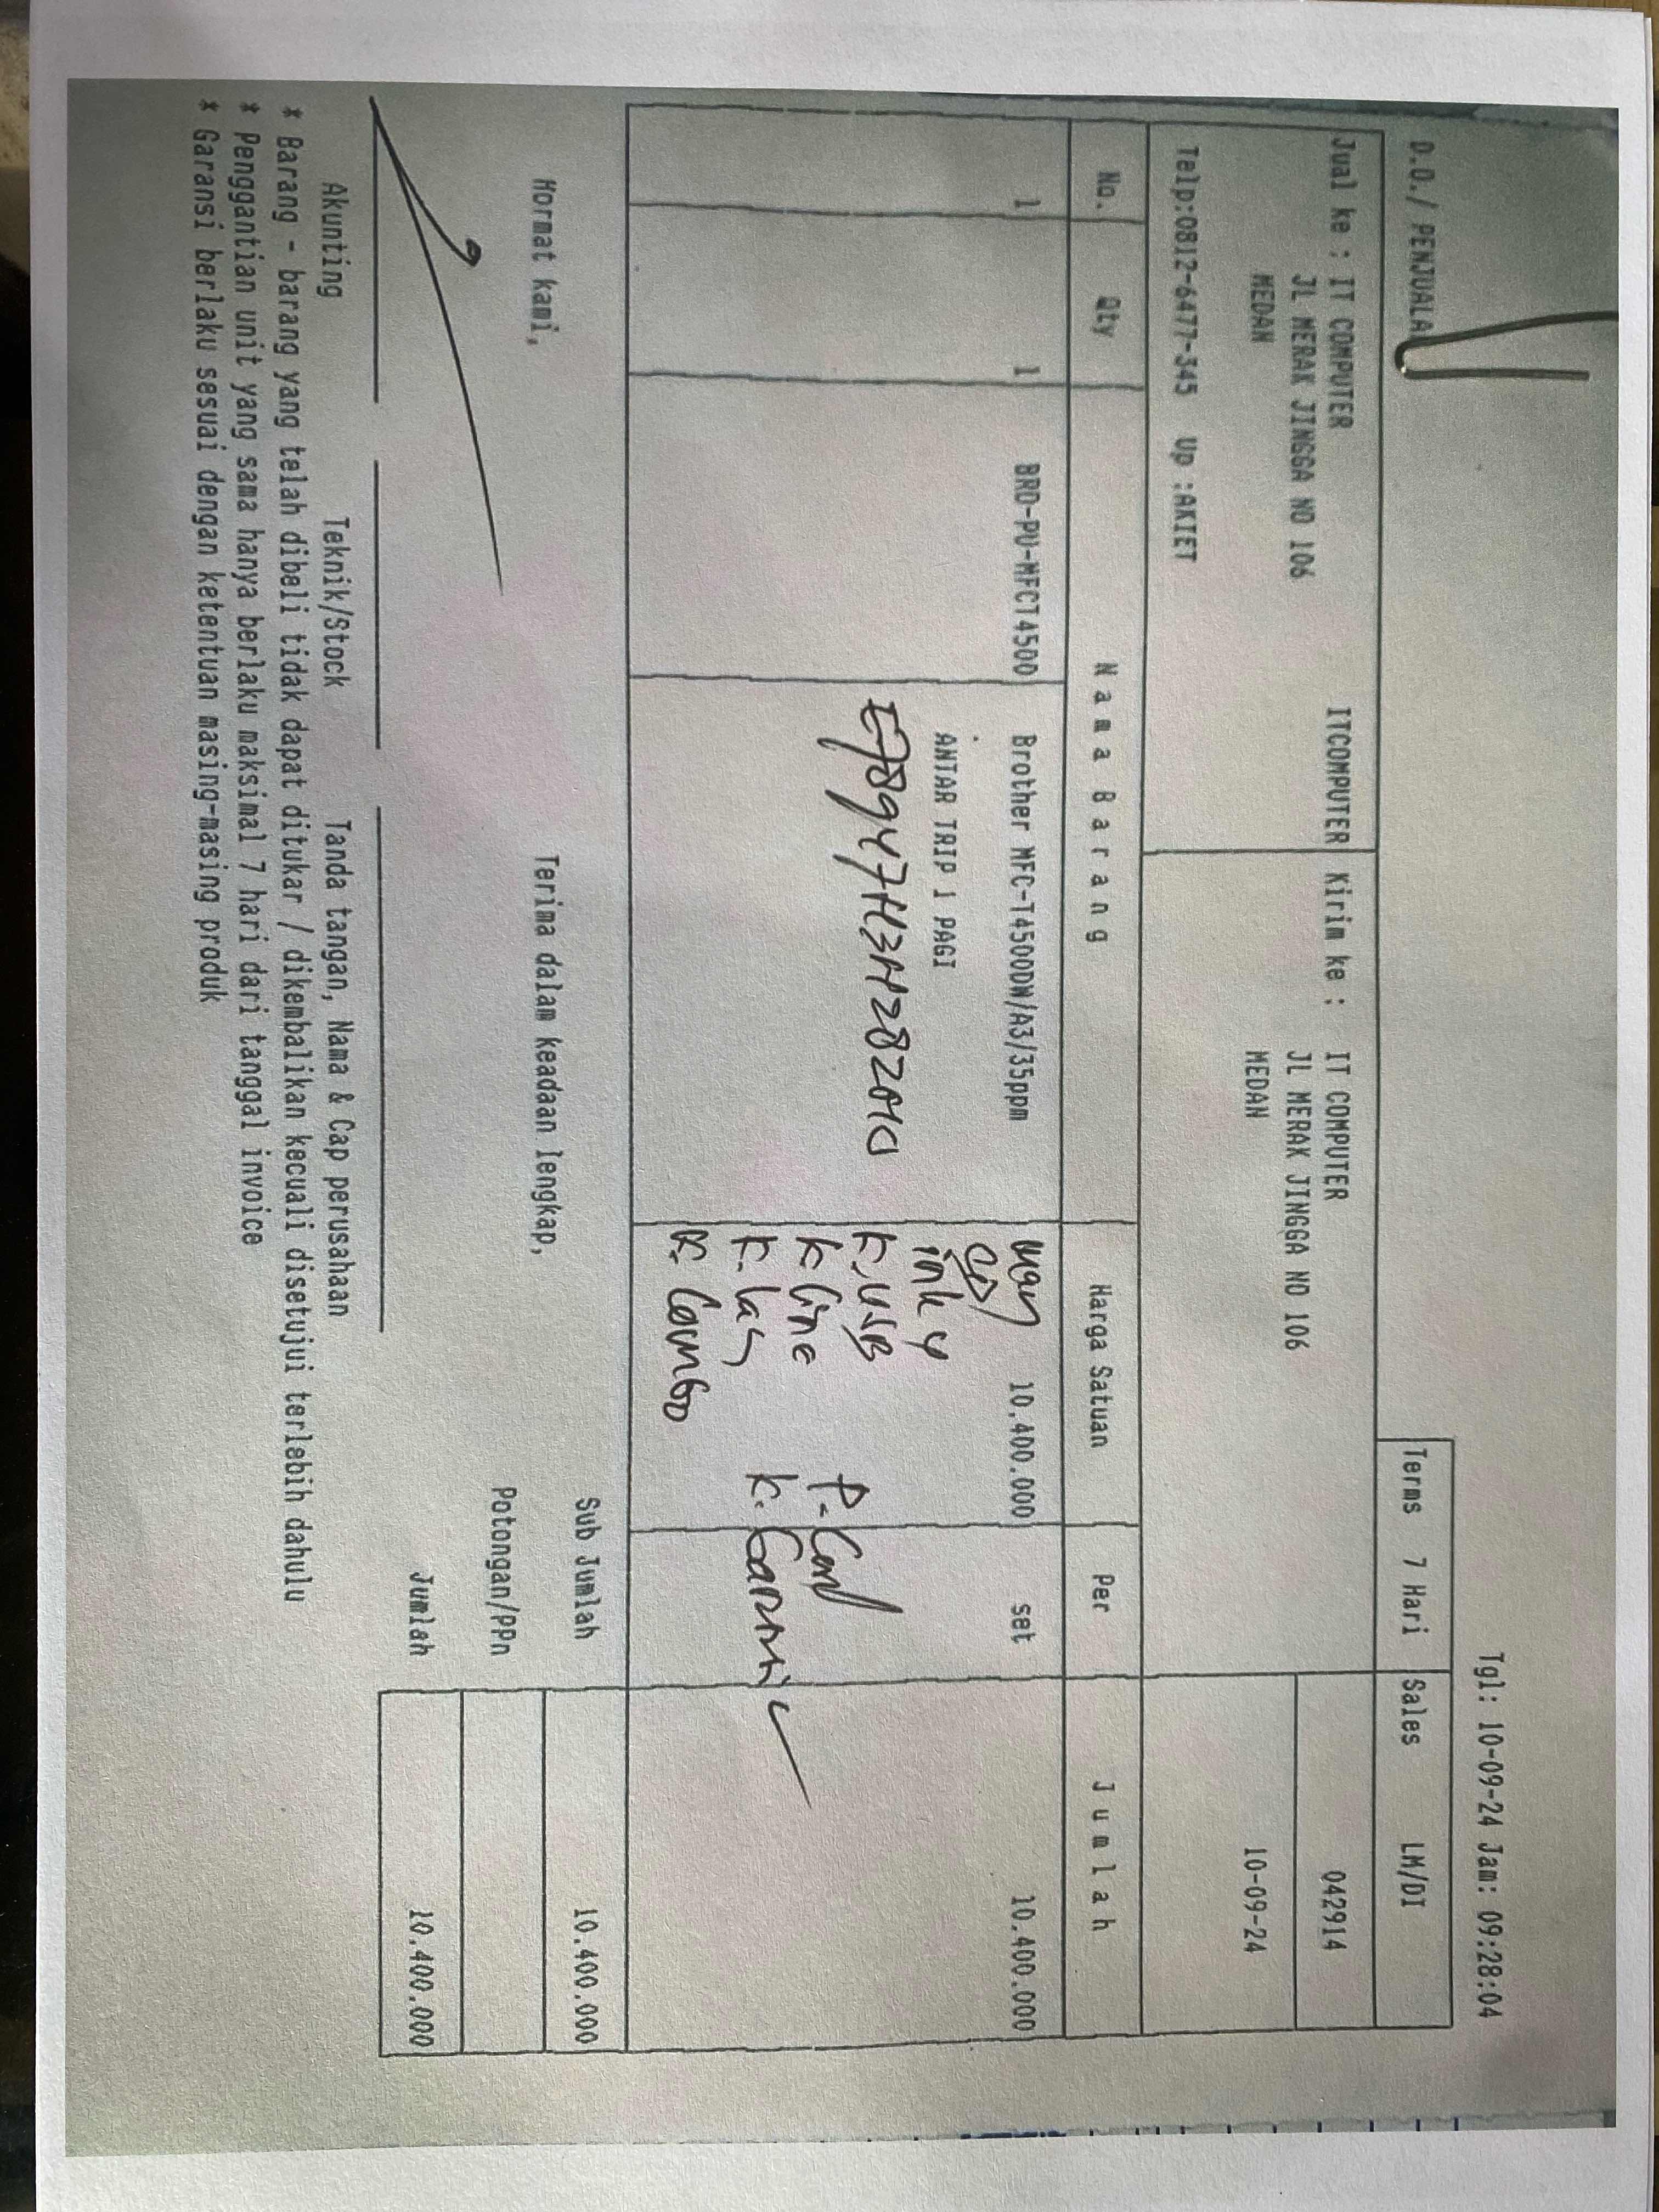 Tgl: 10-09-24 Jam: 09:28:04
D.O./ PENJUALA
Terms 7 Hari Sales LM/DI
Jual ke : IT COMPUTER ITCOMPUTER Kirim ke : IT COMPUTER 042914
JL MERAK JINGGA NO 106 JL MERAK JINGGA NO 106
MEDAN MEDAN 10-09-24
Telp:0812-6477-345 Up :AKIET
No. Qty Nama Barang Harga Satuan Per Jumlah
1 1 BRD-PU-MFCT4500 Brother MFC-T4500DW/A3/35ppm 10.400.000 set 10.400.000
man
CD
ANTAR TRIP 1 PAGI
ink 4
E78947H3H282010
k. USB
k. Line P. Card
k. Las k. Garansi
k. Combo
Sub Jumlah 10.400.000
Hormat kami, Terima dalam keadaan lengkap,
Potongan/PPn
Jumlah 10.400.000
Akunting Teknik/Stock Tanda tangan, Nama & Cap perusahaan
* Barang - barang yang telah dibeli tidak dapat ditukar / dikembalikan kecuali disetujui terlebih dahulu
* Penggantian unit yang sama hanya berlaku maksimal 7 hari dari tanggal invoice
* Garansi berlaku sesuai dengan ketentuan masing-masing produk